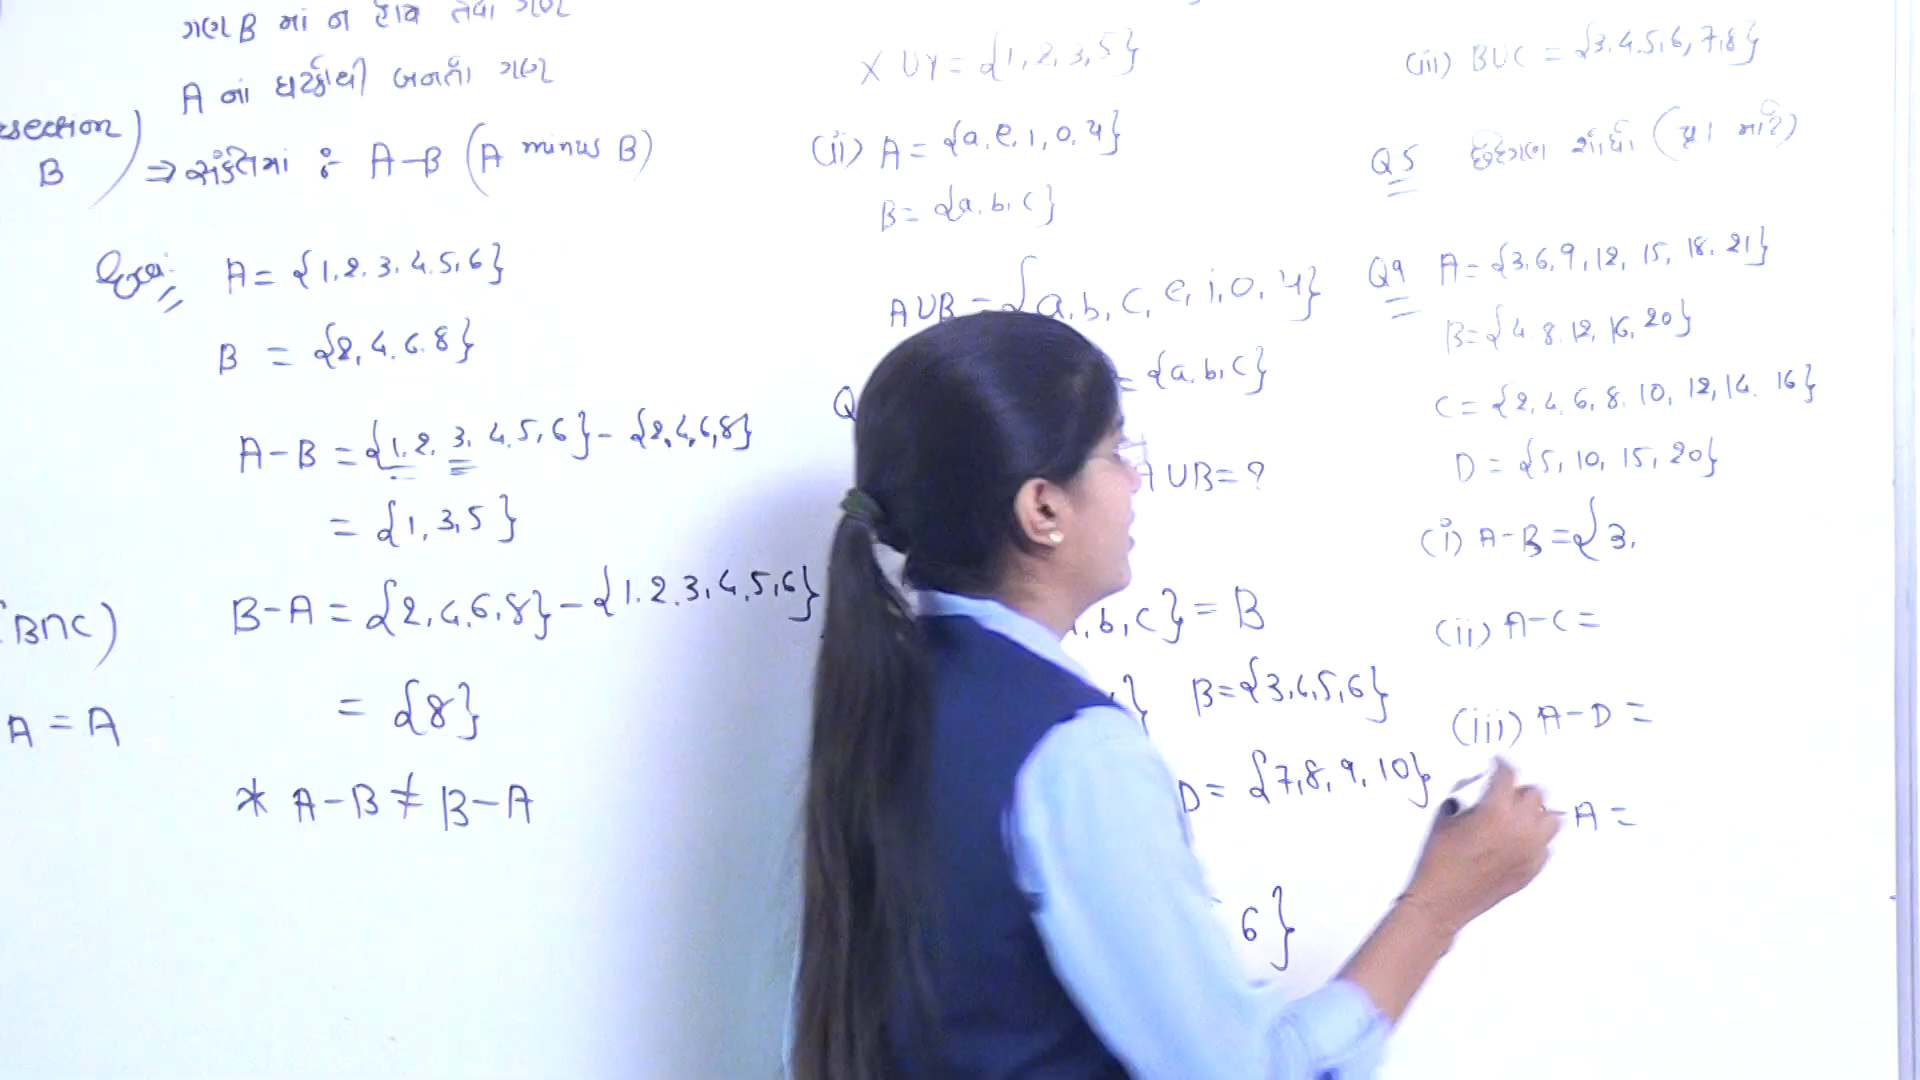 ગણ B માં ન હોય તેવા ગણ
A નાં ઘટકોથી બનતો ગણ
section
B
⇒ સંકેતમાં : A-B (A minus B)
A = {1,2,3,4,5,6}
B = {2,4,6,8}
A-B = {1,2,3,4,5,6} - {2,4,6,8}
= {1,3,5}
B-A = {2,4,6,8} - {1,2,3,4,5,6}
= {8}
* A-B ≠ B-A
(B∩C)
A = A
X∪Y = {1,2,3,5}
(ii) A = {a,e,i,o,u}
B = {a,b,c}
A∪B = {a,b,c,e,i,o,u}
Q
= {a,b,c}
A∪B = ?
,b,c} = B
} B = {3,4,5,6}
D = {7,8,9,10}
6}
(iii) B∪C = {3,4,5,6,7,8}
Q5 છેદગણ શોધો (પ્ર1 માટે)
Q9 A = {3,6,9,12,15,18,21}
B = {4,8,12,16,20}
C = {2,4,6,8,10,12,14,16}
D = {5,10,15,20}
(i) A-B = {3,
(ii) A-C =
(iii) A-D =
-A =